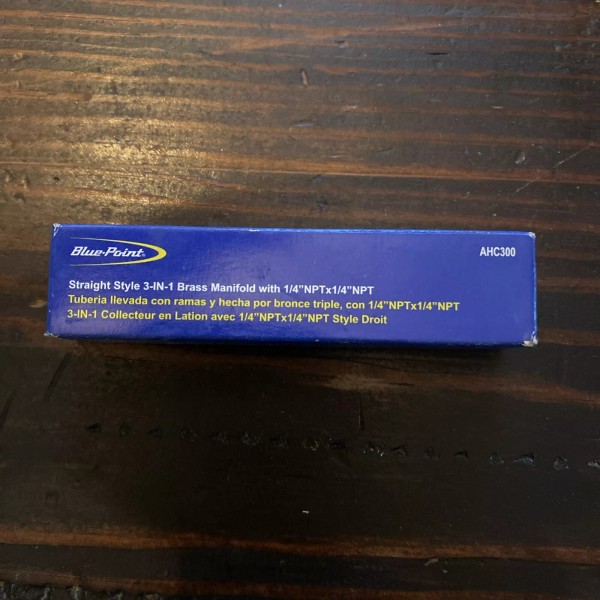 Blue-Point®
AHC300
Straight Style 3-IN-1 Brass Manifold with 1/4"NPTx1/4"NPT
Tuberia llevada con ramas y hecha por bronce triple, con 1/4"NPTx1/4"NPT
3-IN-1 Collecteur en Lation avec 1/4"NPTx1/4"NPT Style Droit